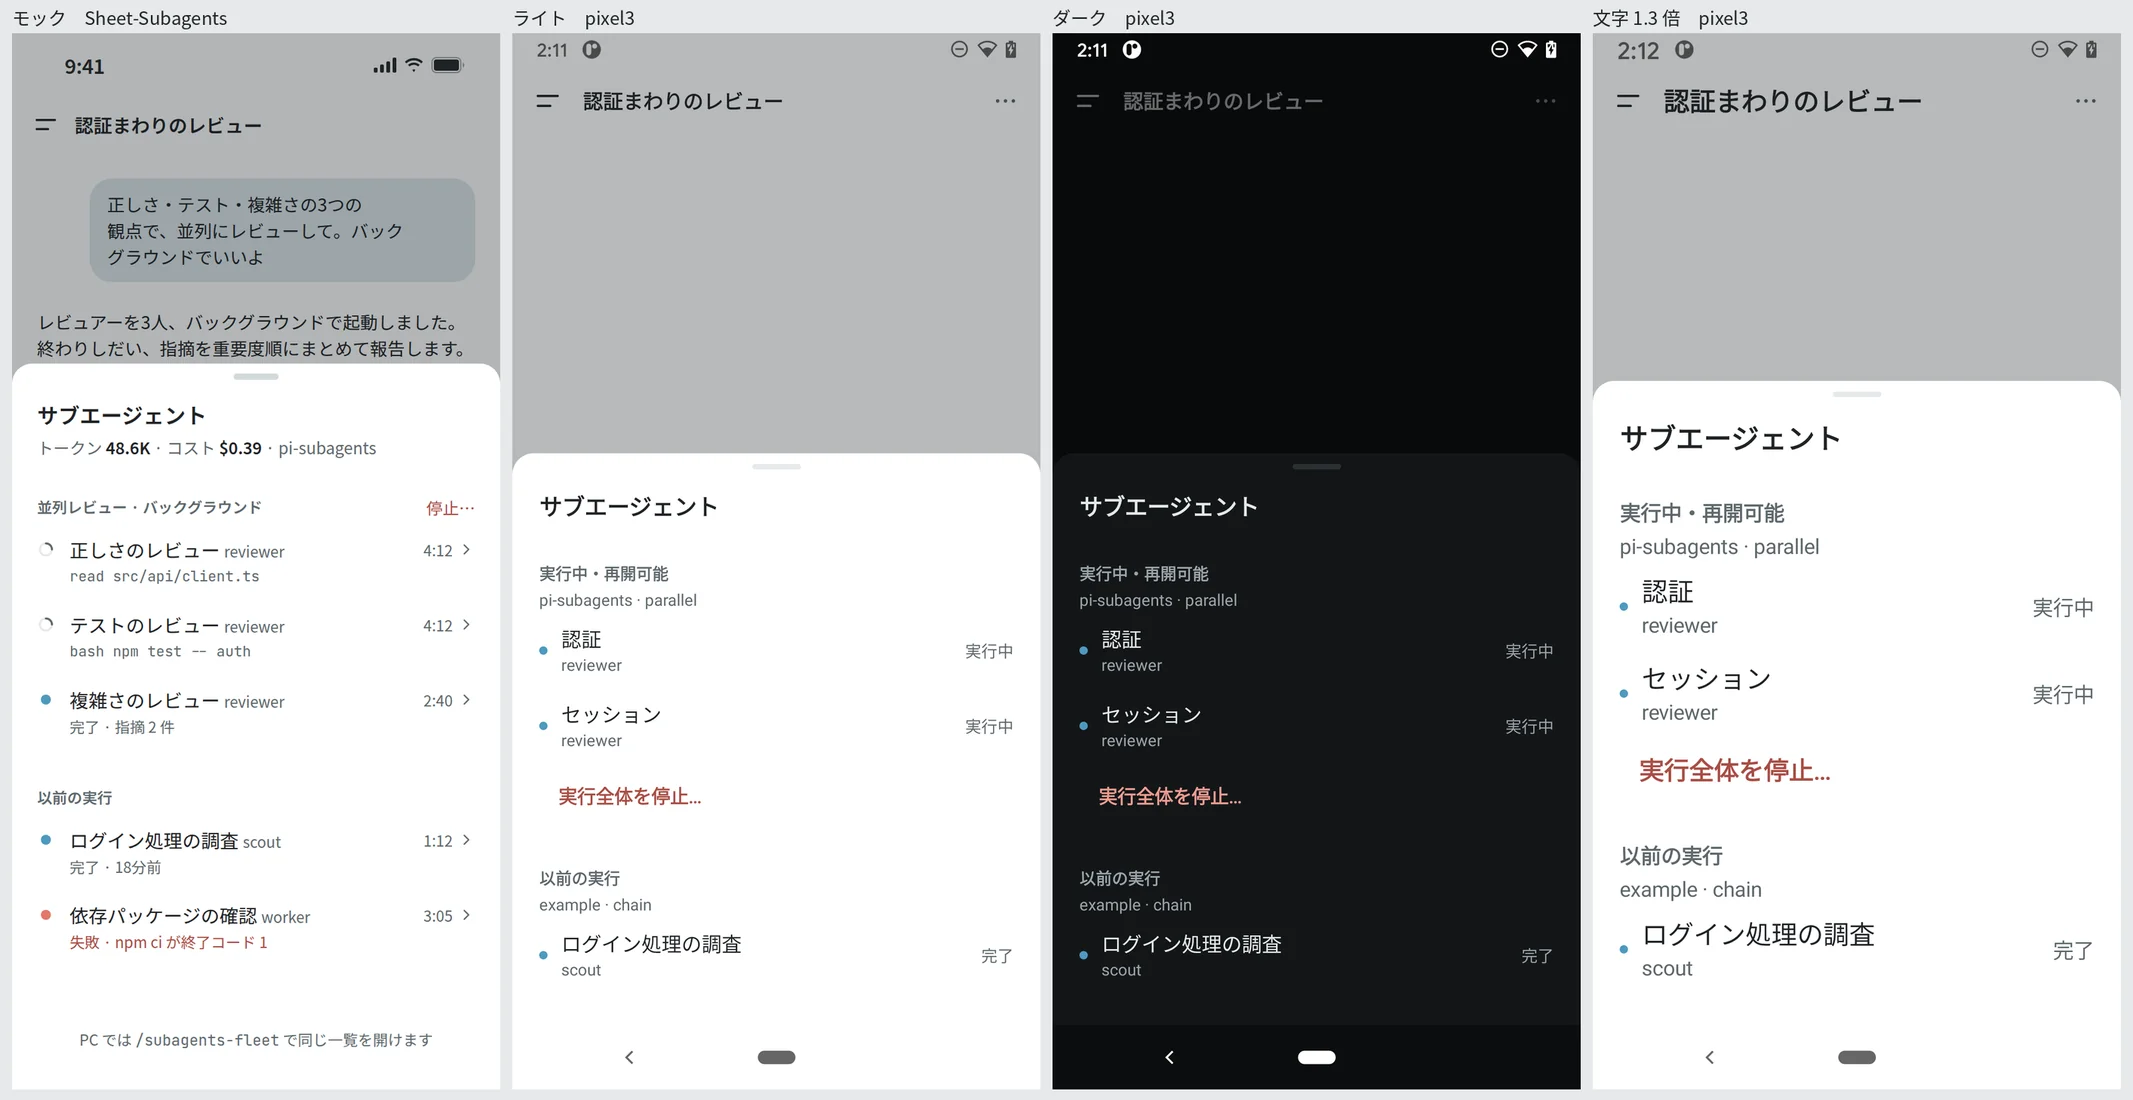 モック Sheet-Subagents
9:41
認証まわりのレビュー
正しさ・テスト・複雑さの3つの
観点で、並列にレビューして。バック
グラウンドでいいよ
レビュアーを3人、バックグラウンドで起動しました。
終わりしだい、指摘を重要度順にまとめて報告します。
サブエージェント
トークン 48.6K · コスト $0.39 · pi-subagents
並列レビュー · バックグラウンド 停止…
正しさのレビュー reviewer 4:12
read src/api/client.ts
テストのレビュー reviewer 4:12
bash npm test -- auth
複雑さのレビュー reviewer 2:40
完了 · 指摘 2 件
以前の実行
ログイン処理の調査 scout 1:12
完了 · 18分前
依存パッケージの確認 worker 3:05
失敗 · npm ci が終了コード 1
PC では /subagents-fleet で同じ一覧を開けます
ライト pixel3
2:11
認証まわりのレビュー
サブエージェント
実行中・再開可能
pi-subagents · parallel
認証
reviewer
実行中
セッション
reviewer
実行中
実行全体を停止...
以前の実行
example · chain
ログイン処理の調査
scout
完了
ダーク pixel3
2:11
認証まわりのレビュー
サブエージェント
実行中・再開可能
pi-subagents · parallel
認証
reviewer
実行中
セッション
reviewer
実行中
実行全体を停止...
以前の実行
example · chain
ログイン処理の調査
scout
完了
文字 1.3 倍 pixel3
2:12
認証まわりのレビュー
サブエージェント
実行中・再開可能
pi-subagents · parallel
認証
reviewer
実行中
セッション
reviewer
実行中
実行全体を停止...
以前の実行
example · chain
ログイン処理の調査
scout
完了